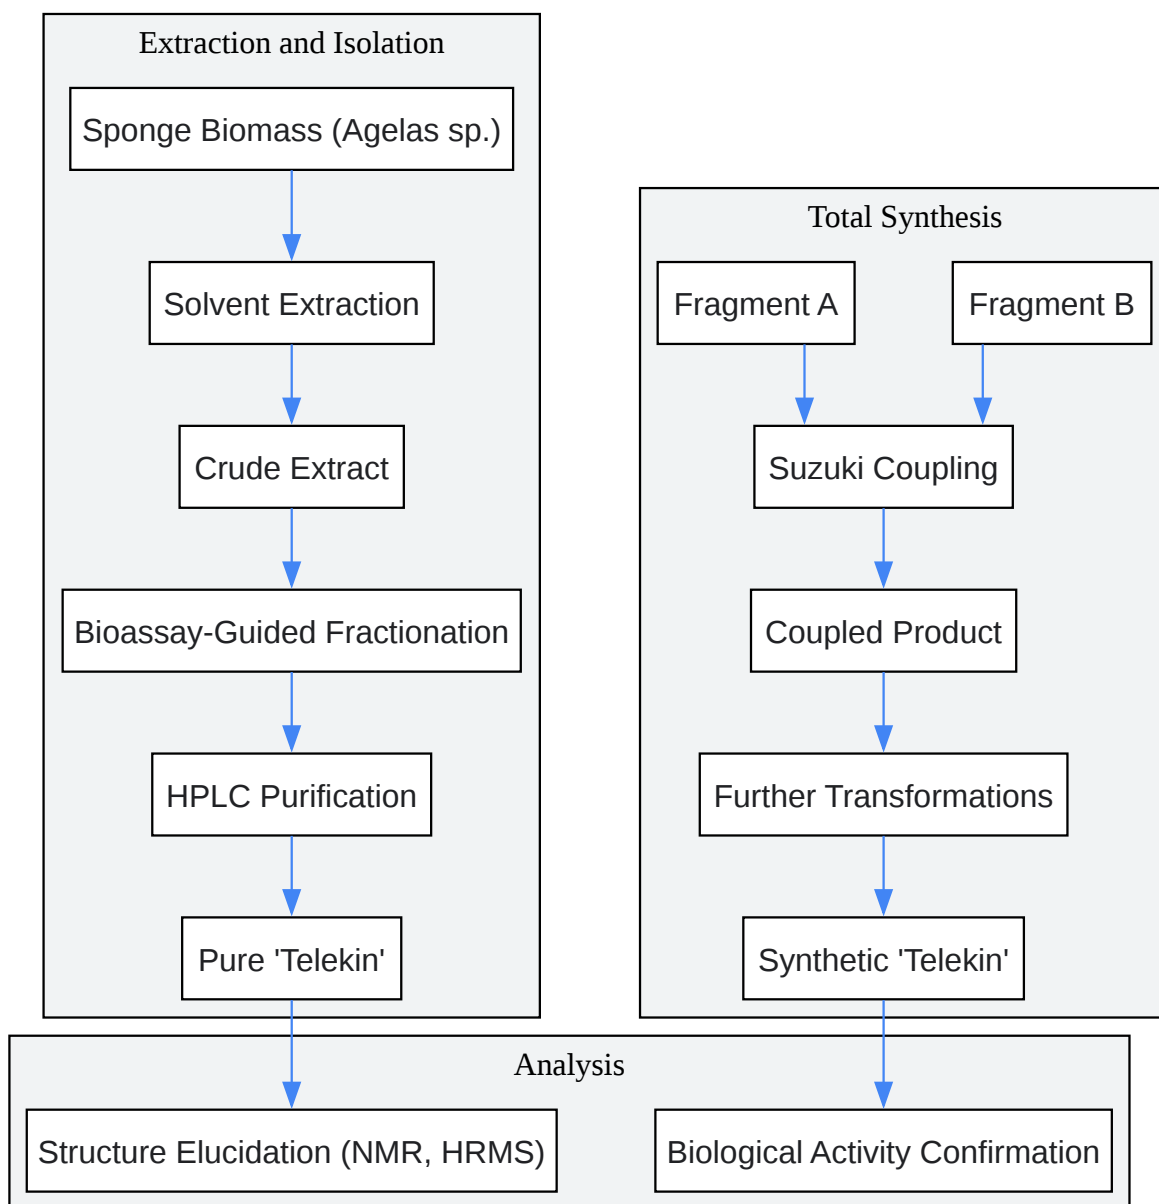 Extraction and Isolation
Sponge Biomass (Agelas sp.)
Solvent Extraction
Crude Extract
Bioassay-Guided Fractionation
HPLC Purification
Pure 'Telekin'
Total Synthesis
Fragment A
Fragment B
Suzuki Coupling
Coupled Product
Further Transformations
Synthetic 'Telekin'
Analysis
Structure Elucidation (NMR, HRMS)
Biological Activity Confirmation